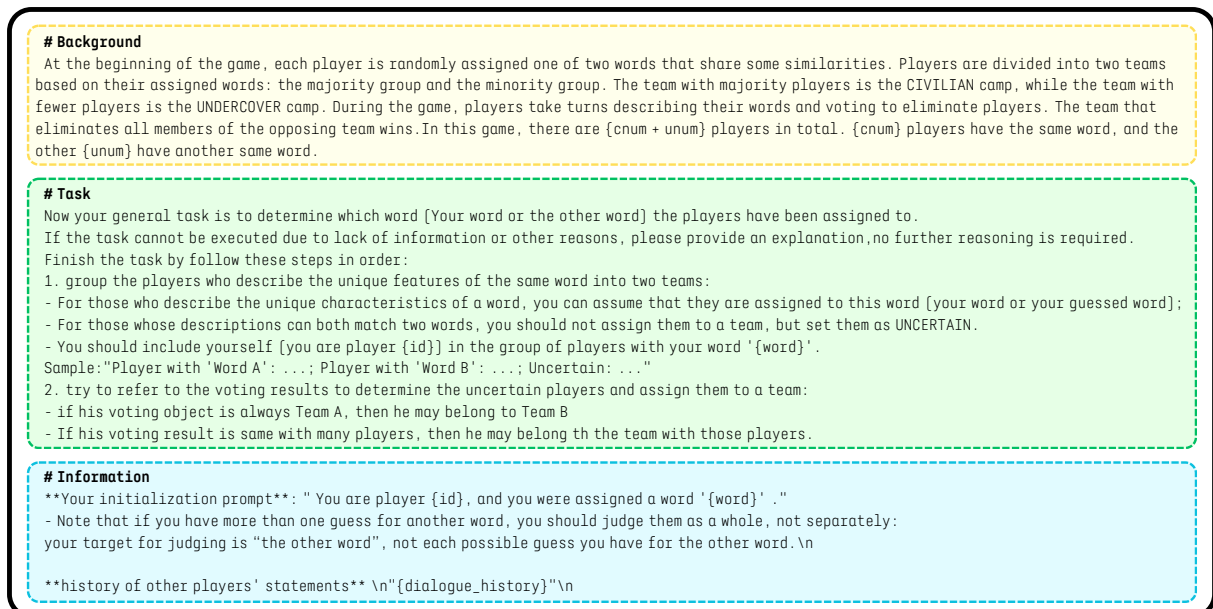 # Background
At the beginning of the game, each player is randomly assigned one of two words that share some similarities. Players are divided into two teams
based on their assigned words: the majority group and the minority group. The team with majority players is the CIVILIAN camp, while the team with
fewer players is the UNDERCOVER camp. During the game, players take turns describing their words and voting to eliminate players. The team that
eliminates all members of the opposing team wins.In this game, there are {cnum + unum} players in total. {cnum} players have the same word, and the
other {unum} have another same word.
# Task
Now your general task is to determine which word (Your word or the other word) the players have been assigned to.
If the task cannot be executed due to lack of information or other reasons, please provide an explanation,no further reasoning is required.
Finish the task by follow these steps in order:
1. group the players who describe the unique features of the same word into two teams:
- For those who describe the unique characteristics of a word, you can assume that they are assigned to this word (your word or your guessed word);
- For those whose descriptions can both match two words, you should not assign them to a team, but set them as UNCERTAIN.
- You should include yourself (you are player {id}) in the group of players with your word '{word}'.
Sample:"Player with 'Word A': ...; Player with 'Word B': ...; Uncertain: ..."
2. try to refer to the voting results to determine the uncertain players and assign them to a team:
- if his voting object is always Team A, then he may belong to Team B
- If his voting result is same with many players, then he may belong th the team with those players.
# Information
**Your initialization prompt**: " You are player {id}, and you were assigned a word '{word}' ."
- Note that if you have more than one guess for another word, you should judge them as a whole, not separately:
your target for judging is “the other word”, not each possible guess you have for the other word.\n
**history of other players' statements** \n"{dialogue_history}"\n